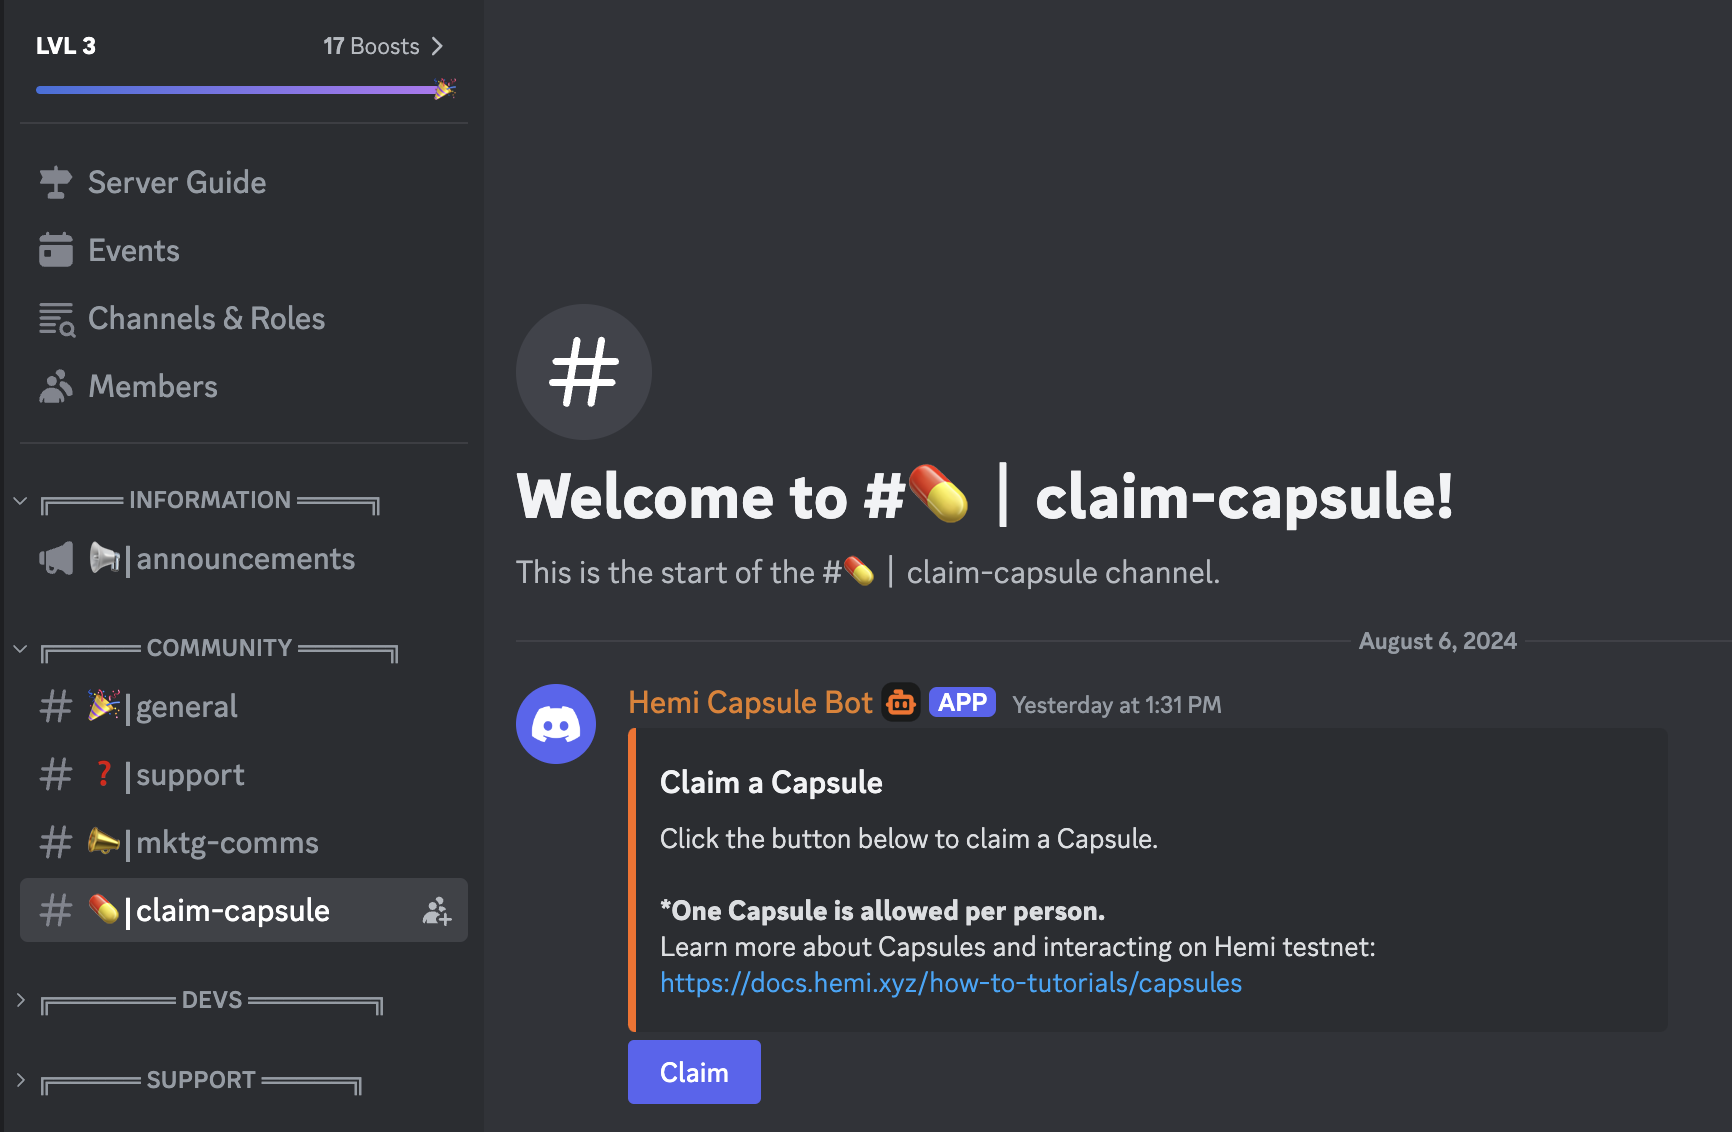 LVL 3
17 Boosts
Server Guide
Events
Channels & Roles
Members
INFORMATION
|announcements
COMMUNITY
|general
❓|support
|mktg-comms
|claim-capsule
DEVS
SUPPORT
Welcome to #💊 | claim-capsule!
This is the start of the #💊 | claim-capsule channel.
August 6, 2024
Hemi Capsule Bot APP Yesterday at 1:31 PM
Claim a Capsule
Click the button below to claim a Capsule.
*One Capsule is allowed per person.
Learn more about Capsules and interacting on Hemi testnet:
https://docs.hemi.xyz/how-to-tutorials/capsules
Claim